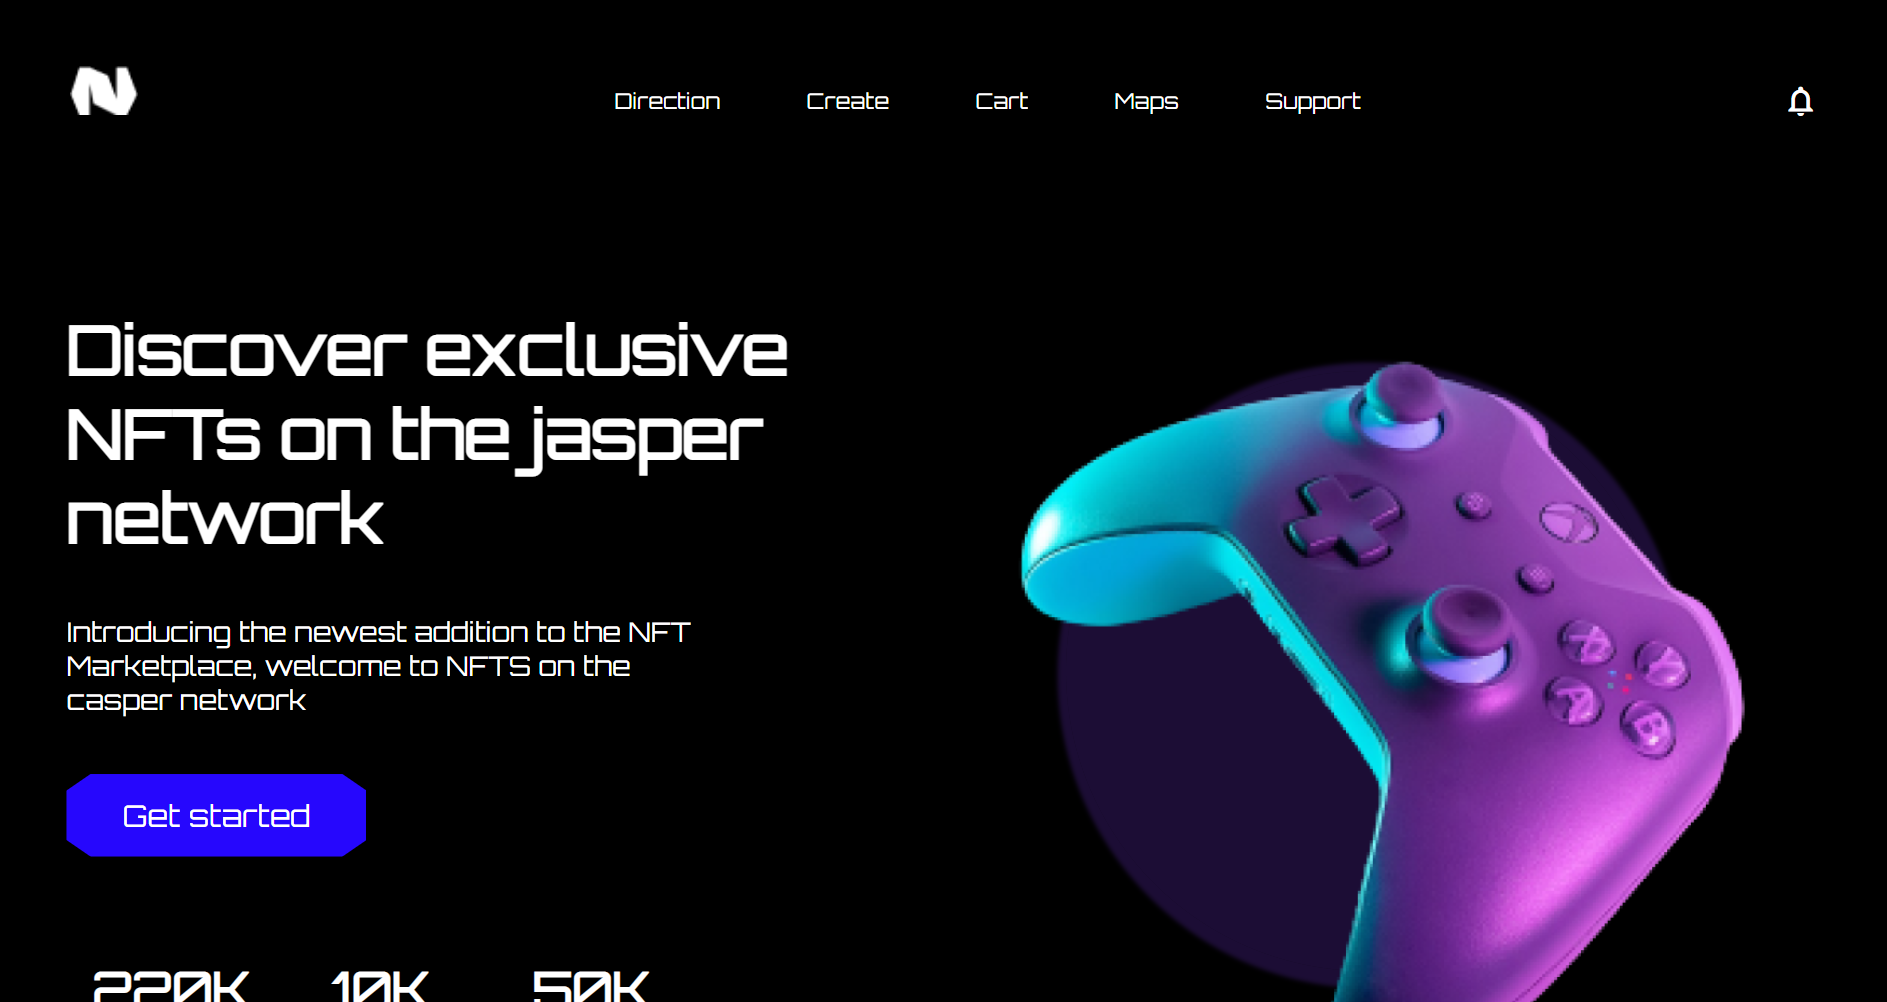 N
Direction Create Cart Maps Support
Discover exclusive
NFTs on the jasper
network
Introducing the newest addition to the NFT
Marketplace, welcome to NFTS on the
casper network
Get started
220K 10K 50K
X Y A B